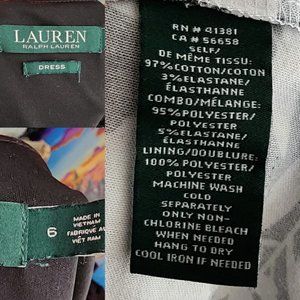 LAUREN
RALPH LAUREN
DRESS
6
MADE IN
VIETNAM
FABRIQUÉ AU
VIÊT NAM
RN # 41381
CA # 56658
SELF/
DE MÊME TISSU:
97% COTTON/COTON
3% ELASTANE/
ÉLASTHANNE
COMBO/MÉLANGE:
95% POLYESTER/
POLYESTER
5% ELASTANE/
ÉLASTHANNE
LINING/DOUBLURE:
100% POLYESTER/
POLYESTER
MACHINE WASH
COLD
SEPARATELY
ONLY NON-
CHLORINE BLEACH
WHEN NEEDED
HANG TO DRY
COOL IRON IF NEEDED